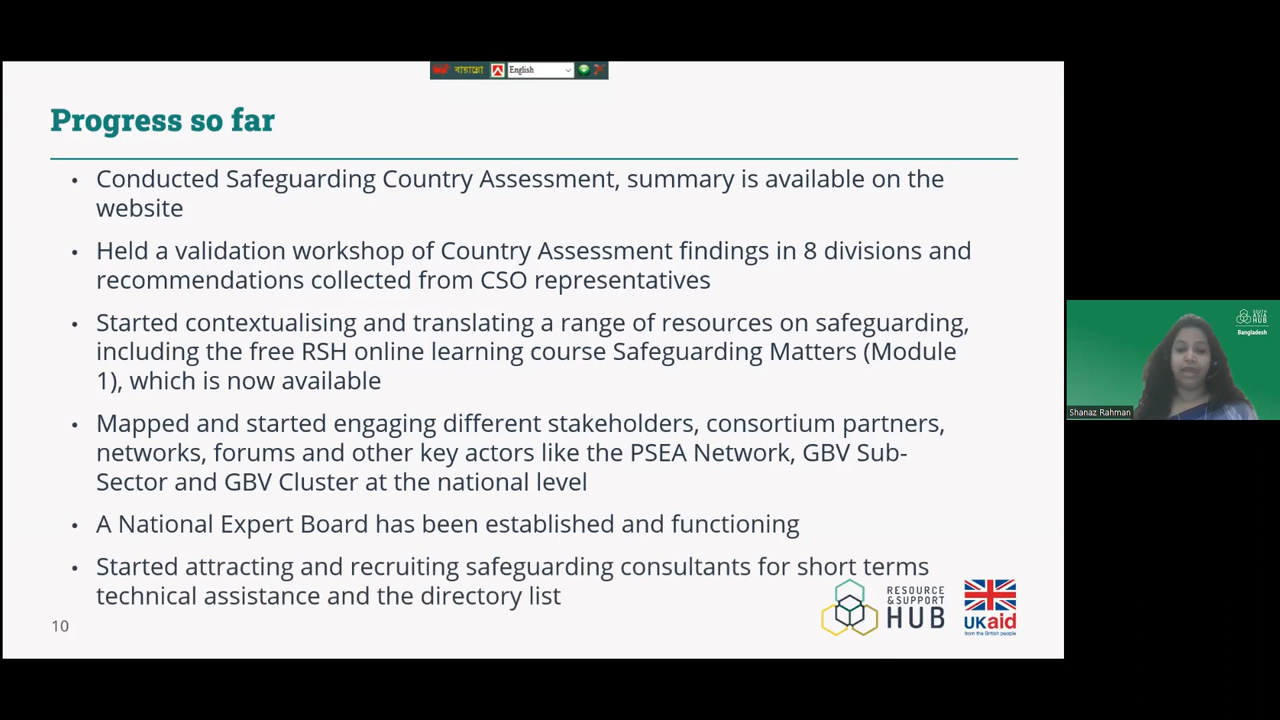 বায়ান্নো English
Progress so far
• Conducted Safeguarding Country Assessment, summary is available on the
website
• Held a validation workshop of Country Assessment findings in 8 divisions and
recommendations collected from CSO representatives
• Started contextualising and translating a range of resources on safeguarding,
including the free RSH online learning course Safeguarding Matters (Module
1), which is now available
• Mapped and started engaging different stakeholders, consortium partners,
networks, forums and other key actors like the PSEA Network, GBV Sub-
Sector and GBV Cluster at the national level
• A National Expert Board has been established and functioning
• Started attracting and recruiting safeguarding consultants for short terms
technical assistance and the directory list
10
RESOURCE
& SUPPORT
HUB
UKaid
from the British people
HUB
Bangladesh
Shanaz Rahman